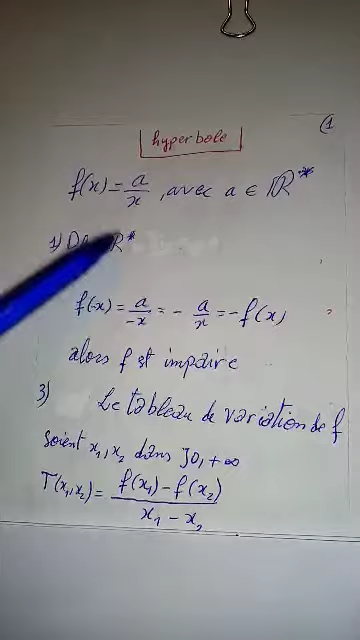 (1
hyperbole
f(x) = a/x, avec a ∈ ℝ*
1) ℝ*
f(-x) = a/-x = - a/x = -f(x)
alors f est impaire
3) Le tableau de variation de f
soient x₁, x₂ dans ]0, +∞
T(x₁,x₂) = f(x₁) - f(x₂) / x₁ - x₂